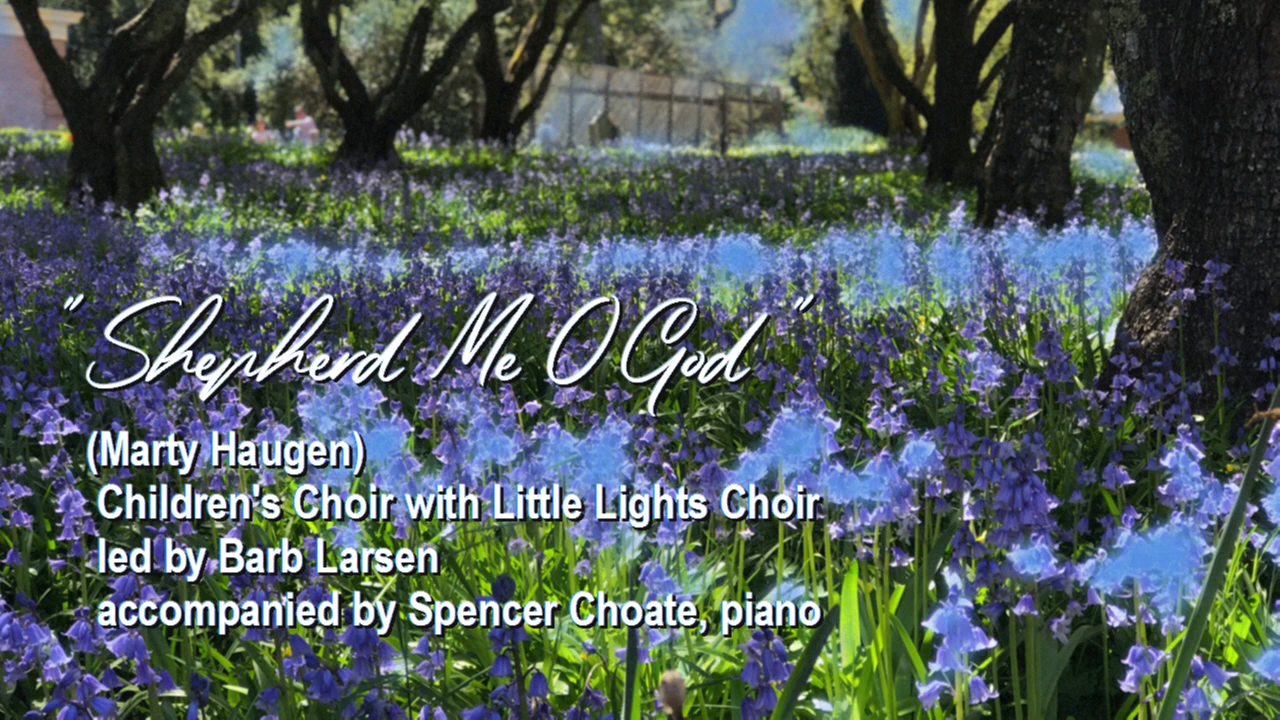 "Shepherd Me O God"
(Marty Haugen)
Children's Choir with Little Lights Choir
led by Barb Larsen
accompanied by Spencer Choate, piano